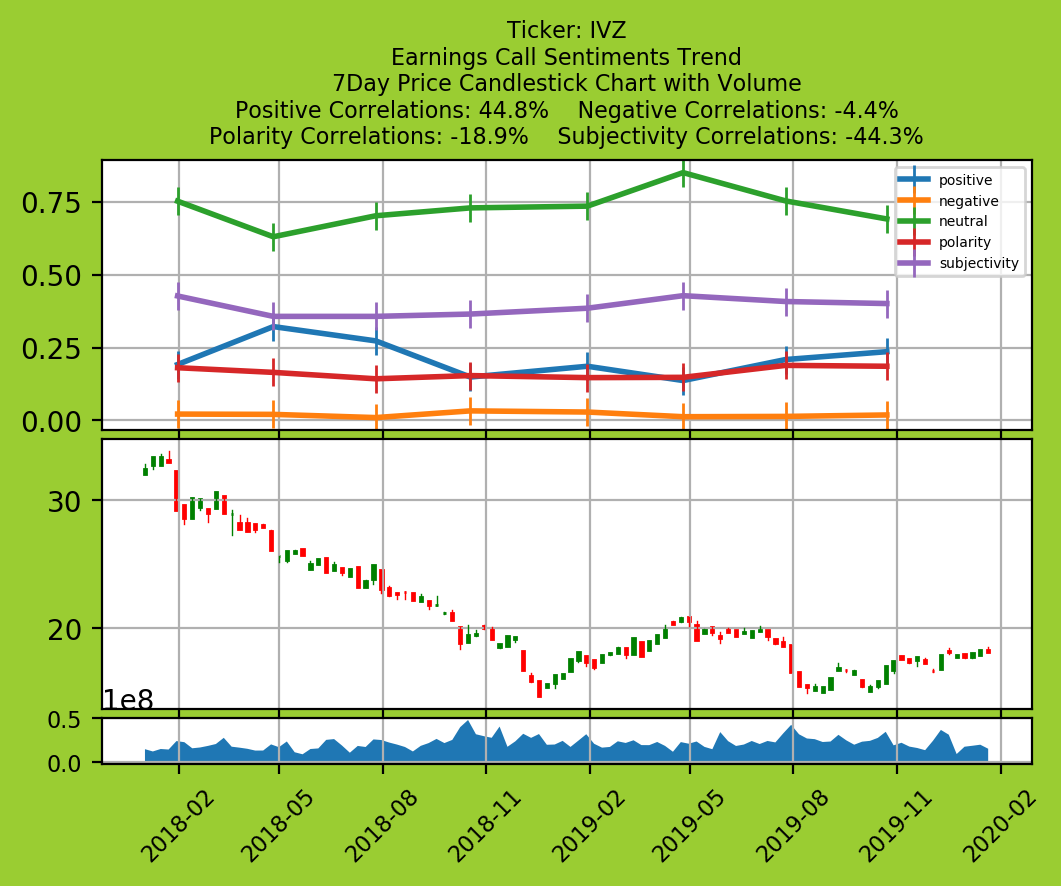 Ticker: IVZ
Earnings Call Sentiments Trend
7Day Price Candlestick Chart with Volume
Positive Correlations: 44.8%    Negative Correlations: -4.4%
Polarity Correlations: -18.9%    Subjectivity Correlations: -44.3%
positive
negative
neutral
polarity
subjectivity
0.75
0.50
0.25
0.00
30
20
1e8
0.5
0.0
2018-02
2018-05
2018-08
2018-11
2019-02
2019-05
2019-08
2019-11
2020-02